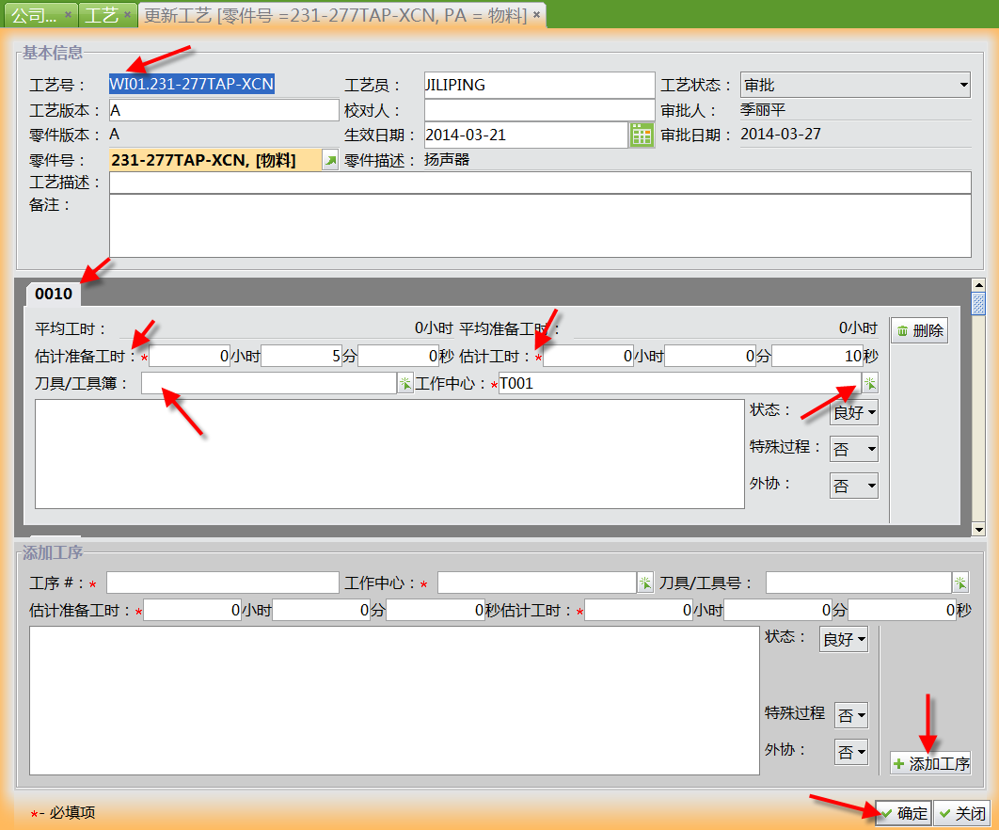 公司... × 工艺 × 更新工艺 [零件号 =231-277TAP-XCN, PA = 物料] ×
基本信息
工艺号： WI01.231-277TAP-XCN 工艺员： JILIPING 工艺状态： 审批
工艺版本： A 校对人： 审批人： 季丽平
零件版本： A 生效日期： 2014-03-21 审批日期： 2014-03-27
零件号： 231-277TAP-XCN, [物料] 零件描述： 扬声器
工艺描述：
备注：
0010
平均工时： 0小时 平均准备工时： 0小时 删除
估计准备工时：* 0小时 5分 0秒 估计工时：* 0小时 0分 10秒
刀具/工具簿： 工作中心：* T001
状态： 良好
特殊过程： 否
外协： 否
添加工序
工序 #：* 工作中心：* 刀具/工具号：
估计准备工时：* 0小时 0分 0秒 估计工时：* 0小时 0分 0秒
状态： 良好
特殊过程 否
外协： 否
添加工序
*- 必填项 确定 关闭